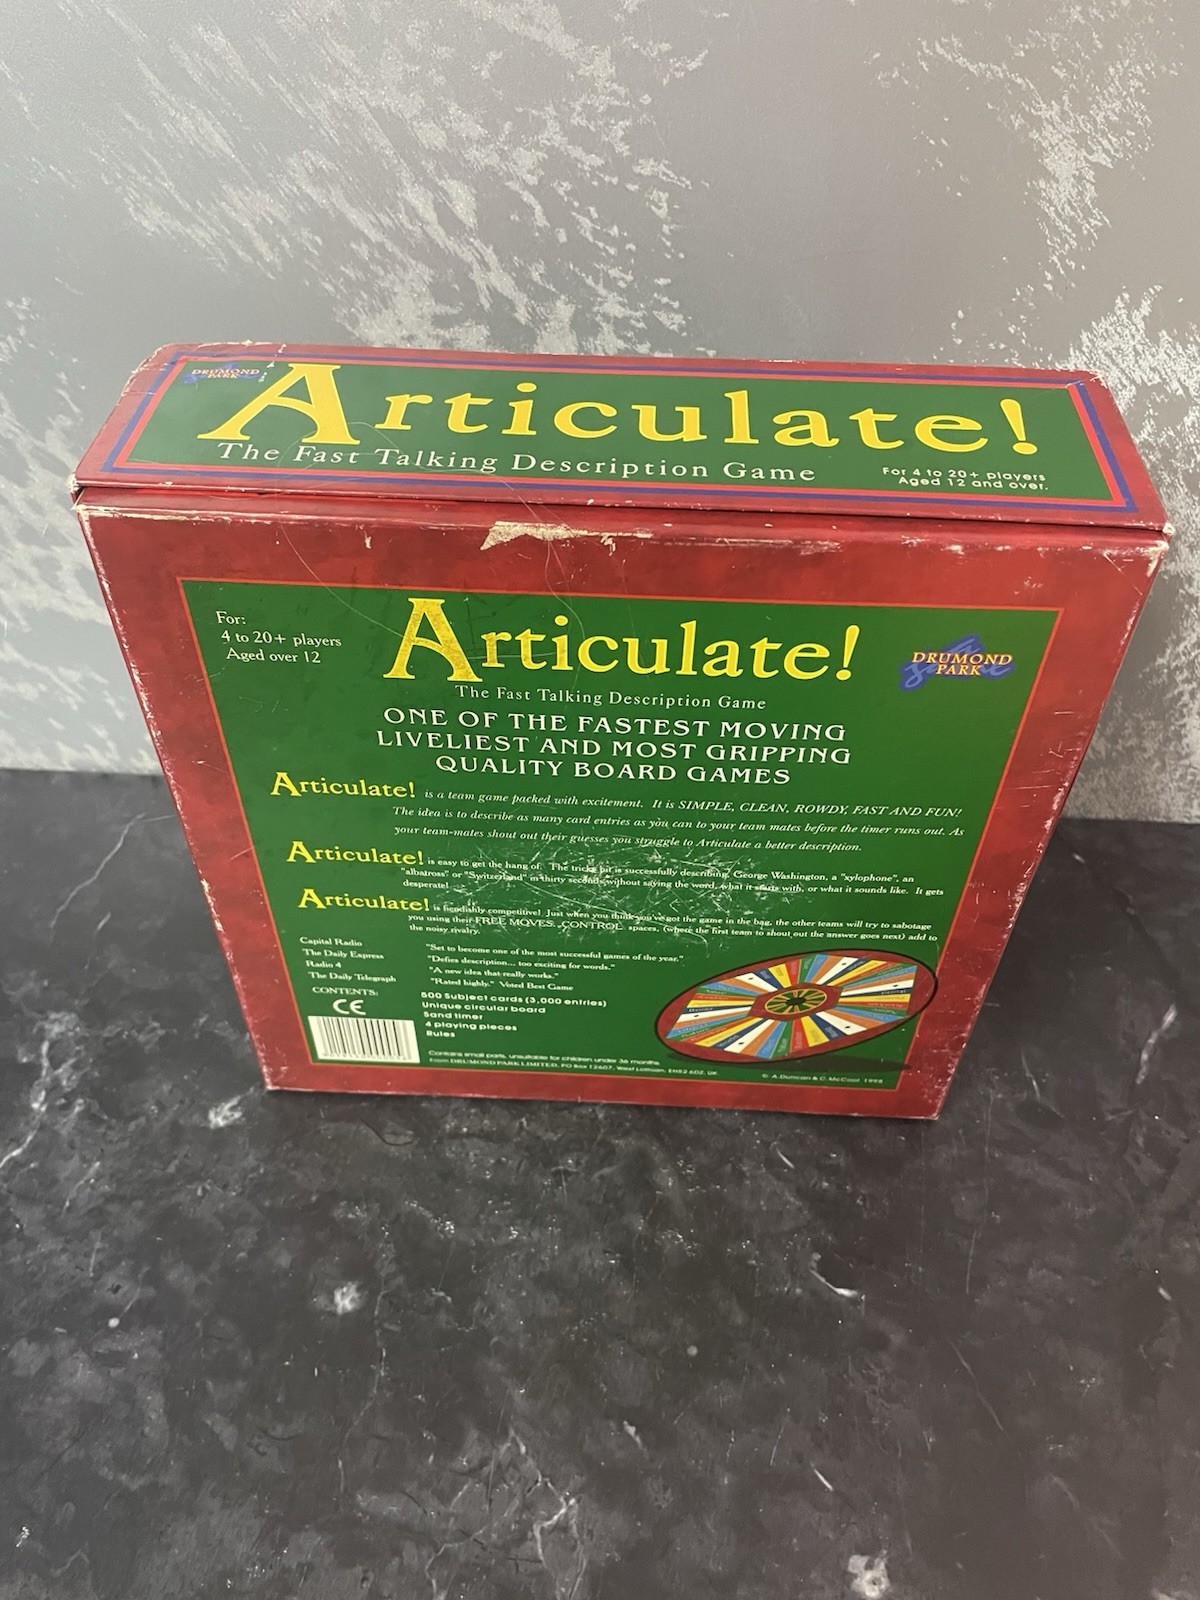 DRUMOND
PARK
Articulate!
The Fast Talking Description Game
For 4 to 20+ players
Aged 12 and over.
For:
4 to 20+ players
Aged over 12
Articulate!
DRUMOND
PARK
The Fast Talking Description Game
ONE OF THE FASTEST MOVING
LIVELIEST AND MOST GRIPPING
QUALITY BOARD GAMES
Articulate! is a team game packed with excitement. It is SIMPLE, CLEAN, ROWDY, FAST AND FUN!
The idea is to describe as many card entries as you can to your team mates before the timer runs out. As
your team-mates shout out their guesses you struggle to Articulate a better description.
Articulate! is easy to get the hang of. The tricky bit is successfully describing, George Washington, a "xylophone", an
"albatross" or "Switzerland" in thirty seconds without saying the word, what it starts with, or what it sounds like. It gets
desperate!
Articulate! is fiendishly competitive! Just when you think you've got the game in the bag, the other teams will try to sabotage
you using their FREE MOVES. CONTROL spaces, (where the first team to shout out the answer goes next) add to
the noisy rivalry.
Capital Radio "Set to become one of the most successful games of the year."
The Daily Express "Defies description... too exciting for words."
Radio 4 "A new idea that really works."
The Daily Telegraph "Rated highly." Voted Best Game
CONTENTS:
500 Subject cards (3,000 entries)
Unique circular board
Sand timer
4 playing pieces
Rules
CE
Contains small parts, unsuitable for children under 36 months.
From DRUMOND PARK LIMITED, PO Box 12607, West Lothian, EH52 6DZ, UK
© A.Duncan & C. McCool 1998